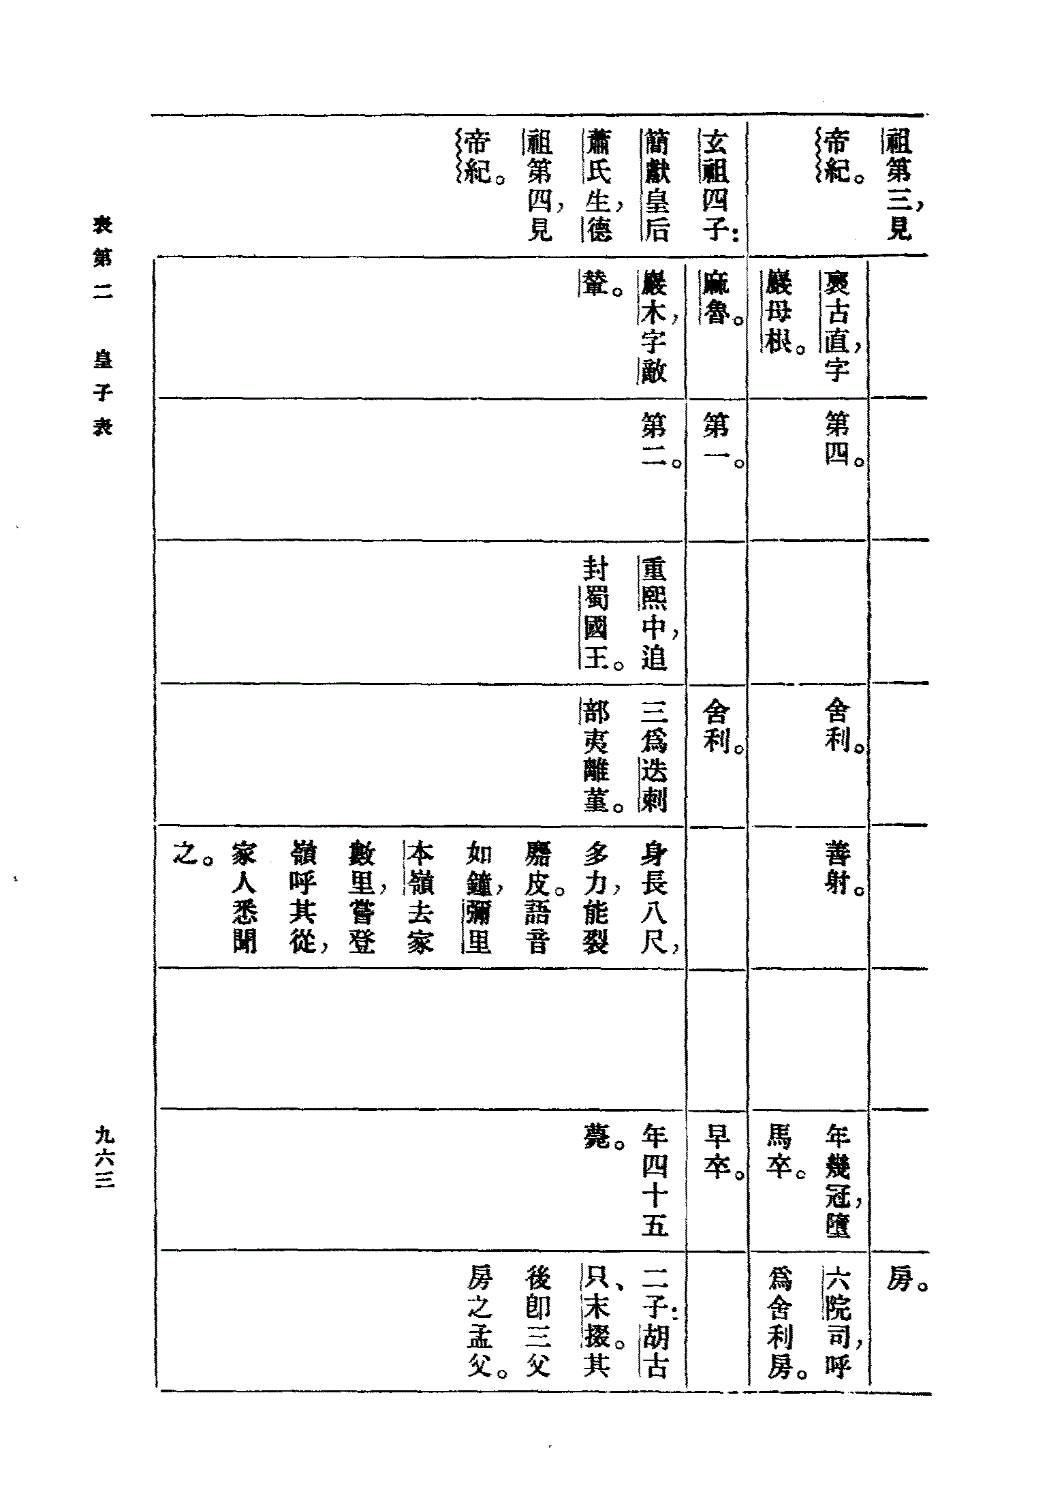 祖第三，見
帝紀。
房。
褭古直，字
巖母根。
第四。
舍利。
善射。
年幾冠，墮
馬卒。
六院司，呼
爲舍利房。
玄祖四子：
簡獻皇后
蕭氏生，德
祖第四，見
帝紀。
麻魯。
第一。
舍利。
早卒。
巖木，字敵
輦。
第二。
重熙中，追
封蜀國王。
三爲迭剌
部夷離堇。
身長八尺，
多力，能裂
麕皮。語音
如鐘，彌里
本嶺去家
數里，嘗登
嶺呼其從，
家人悉聞
之。
年四十五
薨。
二子：胡古
只、末掇。其
後卽三父
房之孟父。
表第二　皇子表
九六三